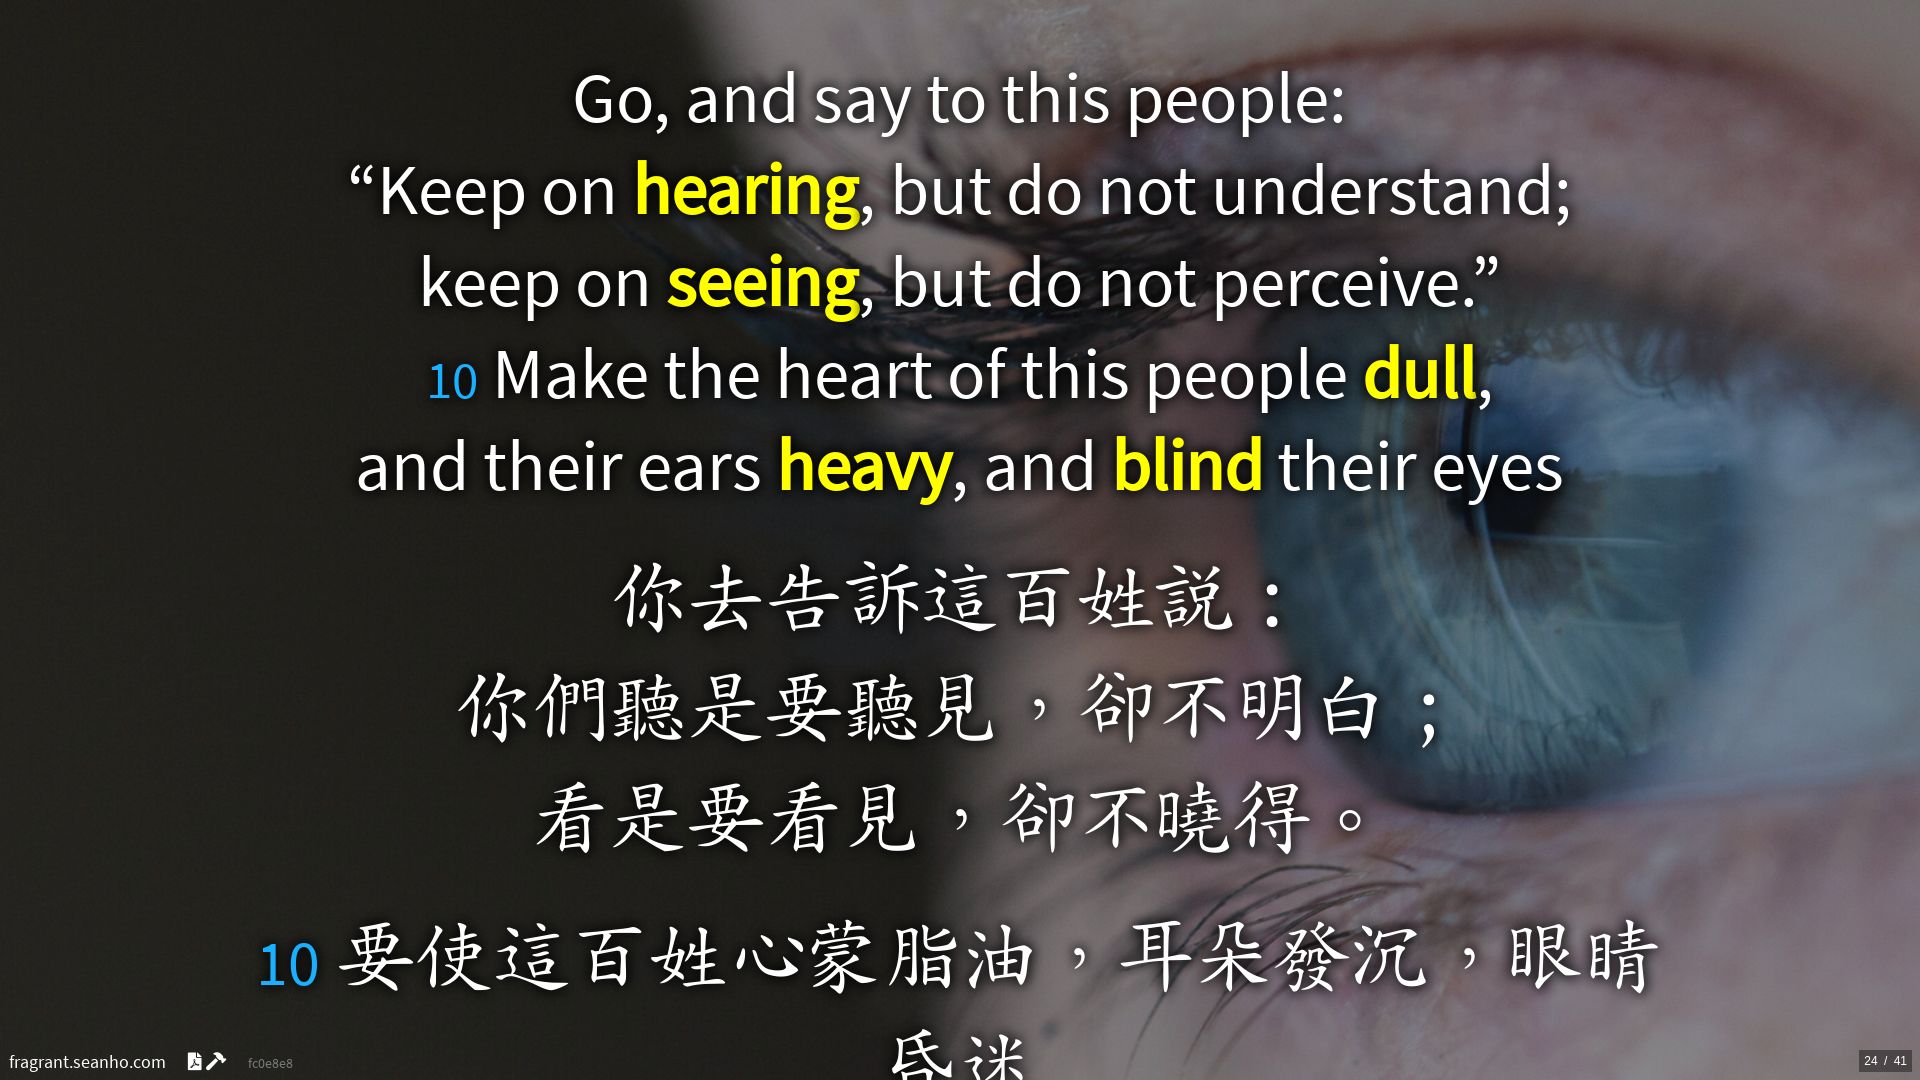 Go, and say to this people:
“Keep on hearing, but do not understand;
keep on seeing, but do not perceive.”
10 Make the heart of this people dull,
and their ears heavy, and blind their eyes
你去告訴這百姓説：
你們聽是要聽見，卻不明白；
看是要看見，卻不曉得。
10 要使這百姓心蒙脂油，耳朵發沉，眼睛
昏迷
fragrant.seanho.com fc0e8e8
24 / 41